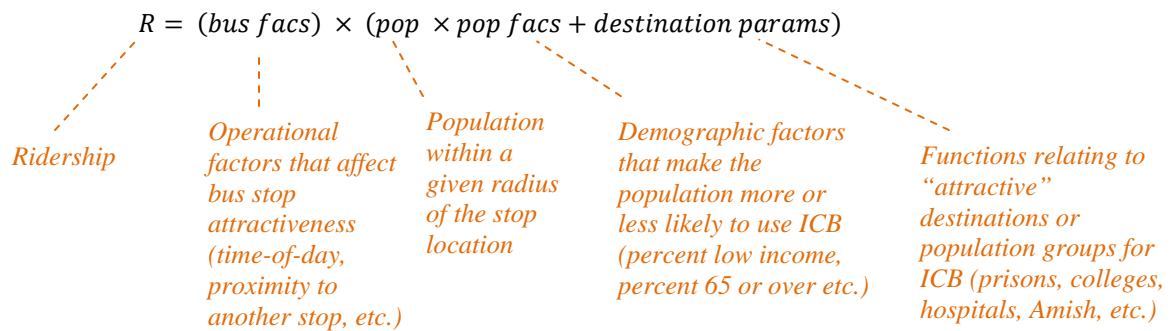 R = (bus facs) × (pop × pop facs + destination params)
Ridership
Operational
factors that affect
bus stop
attractiveness
(time-of-day,
proximity to
another stop, etc.)
Population
within a
given radius
of the stop
location
Demographic factors
that make the
population more or
less likely to use ICB
(percent low income,
percent 65 or over etc.)
Functions relating to
“attractive”
destinations or
population groups for
ICB (prisons, colleges,
hospitals, Amish, etc.)